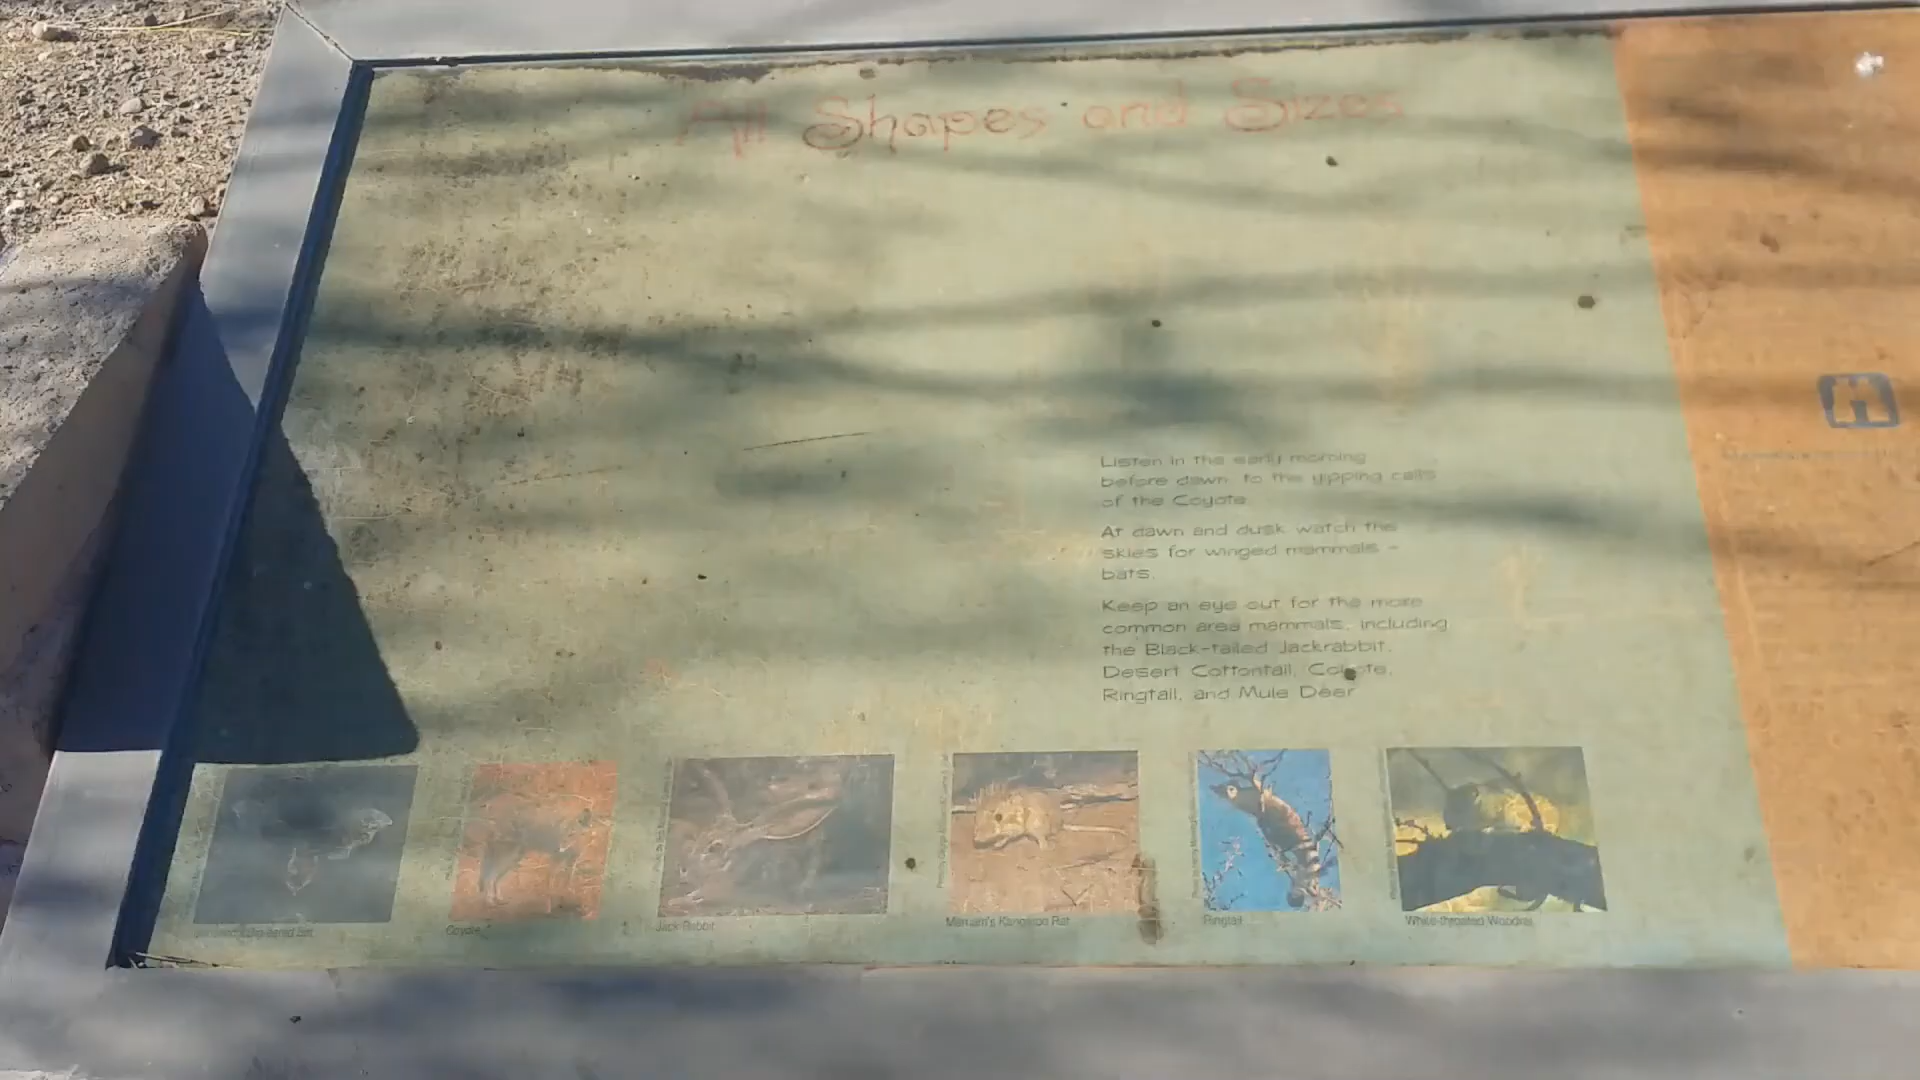 All Shapes and Sizes
Listen in the early morning
before dawn, to the yipping calls
of the Coyote.
At dawn and dusk watch the
skies for winged mammals -
bats.
Keep an eye out for the more
common area mammals, including
the Black-tailed Jackrabbit,
Desert Cottontail, Coyote,
Ringtail, and Mule Deer
Big-eared Bat
Coyote
Jack Rabbit
Merriam's Kangaroo Rat
Ringtail
White-throated Woodrat